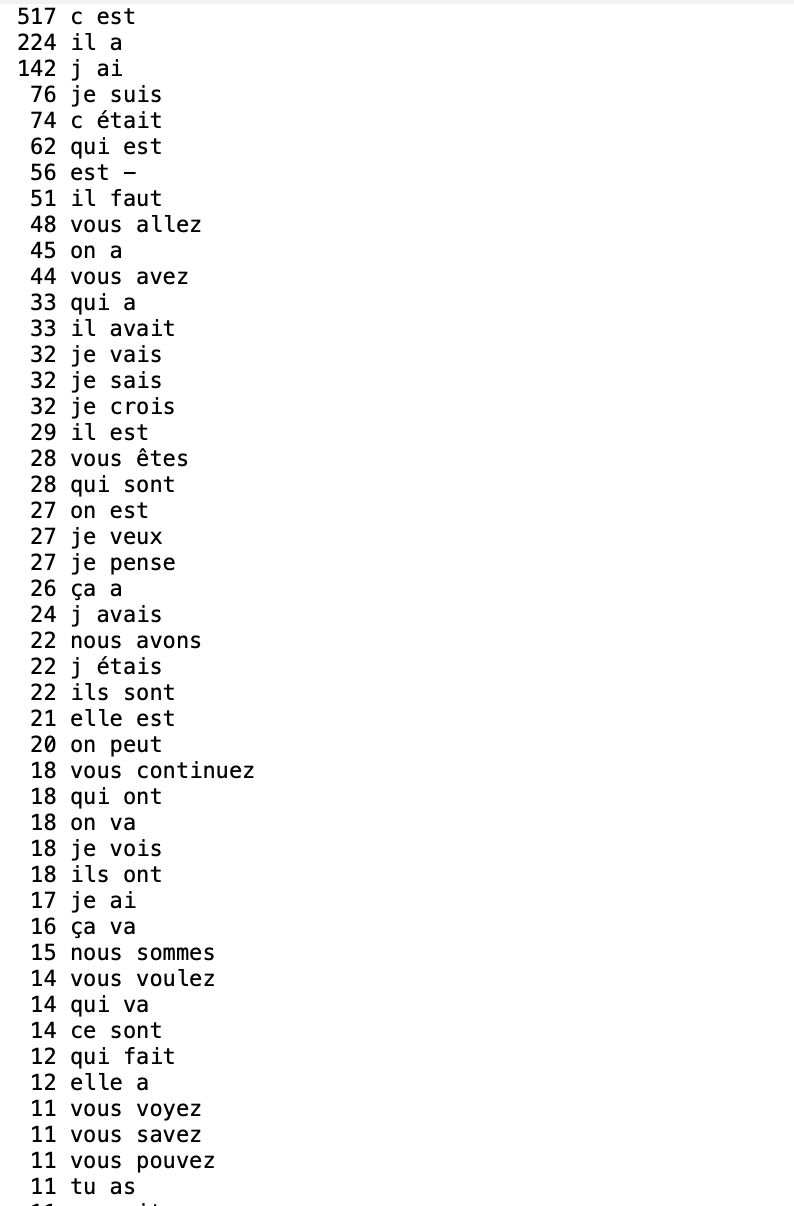 517 c est
224 il a
142 j ai
76 je suis
74 c était
62 qui est
56 est –
51 il faut
48 vous allez
45 on a
44 vous avez
33 qui a
33 il avait
32 je vais
32 je sais
32 je crois
29 il est
28 vous êtes
28 qui sont
27 on est
27 je veux
27 je pense
26 ça a
24 j avais
22 nous avons
22 j étais
22 ils sont
21 elle est
20 on peut
18 vous continuez
18 qui ont
18 on va
18 je vois
18 ils ont
17 je ai
16 ça va
15 nous sommes
14 vous voulez
14 qui va
14 ce sont
12 qui fait
12 elle a
11 vous voyez
11 vous savez
11 vous pouvez
11 tu as